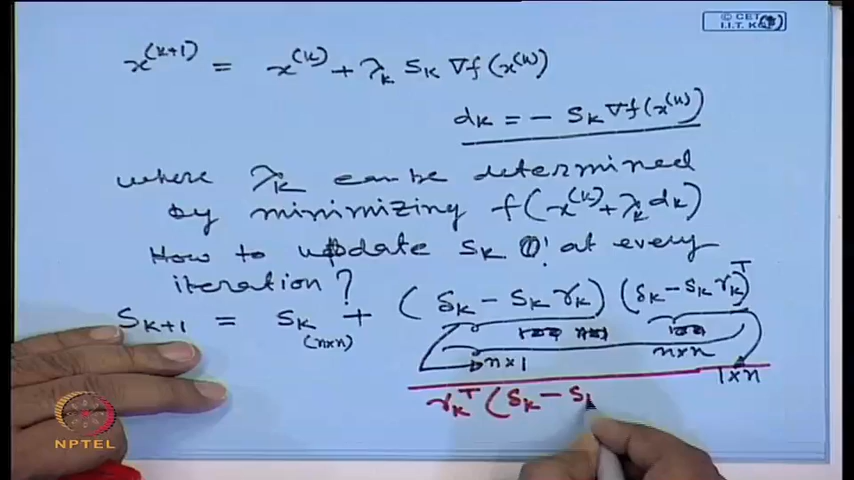 © CET
I.I.T. KGP
x^(k+1) = x^(k) + λ_k S_k ∇f(x^(k))
d_k = - S_k ∇f(x^(k))
where λ_k can be determined
by minimizing f(x^(k) + λ_k d_k)
How to update S_k at every
iteration?
S_k+1 = S_k + (δ_k - S_k γ_k) (δ_k - S_k γ_k)^T
(n×n) n×1 n×n 1×n
γ_k^T (δ_k - S
NPTEL